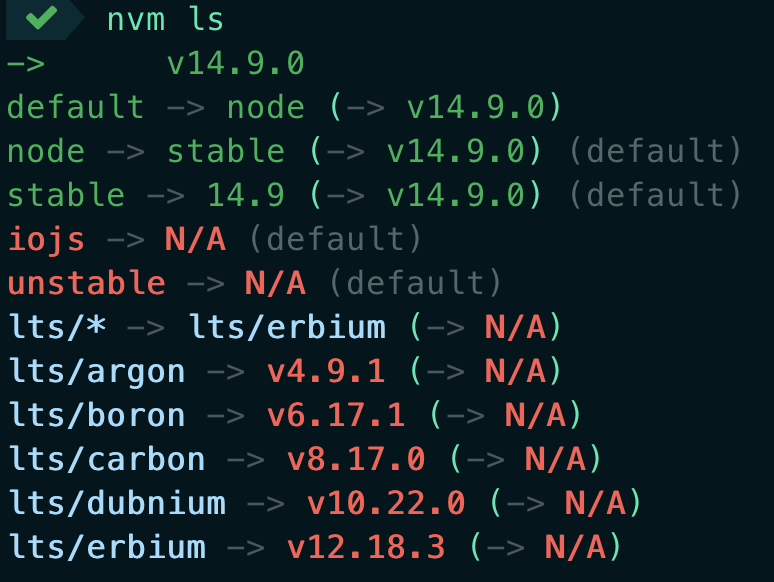 nvm ls
->       v14.9.0
default -> node (-> v14.9.0)
node -> stable (-> v14.9.0) (default)
stable -> 14.9 (-> v14.9.0) (default)
iojs -> N/A (default)
unstable -> N/A (default)
lts/* -> lts/erbium (-> N/A)
lts/argon -> v4.9.1 (-> N/A)
lts/boron -> v6.17.1 (-> N/A)
lts/carbon -> v8.17.0 (-> N/A)
lts/dubnium -> v10.22.0 (-> N/A)
lts/erbium -> v12.18.3 (-> N/A)